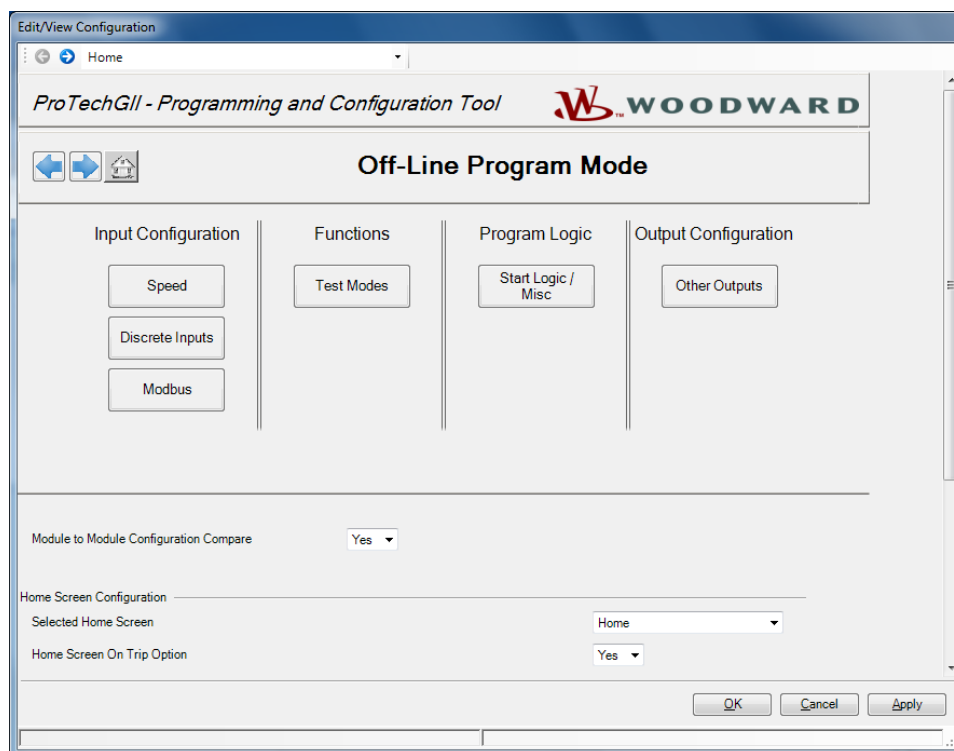 Edit/View Configuration
Home
ProTechGII - Programming and Configuration Tool
WOODWARD
Off-Line Program Mode
Input Configuration
Functions
Program Logic
Output Configuration
Speed
Test Modes
Start Logic /
Misc
Other Outputs
Discrete Inputs
Modbus
Module to Module Configuration Compare
Yes
Home Screen Configuration
Selected Home Screen
Home
Home Screen On Trip Option
Yes
OK
Cancel
Apply